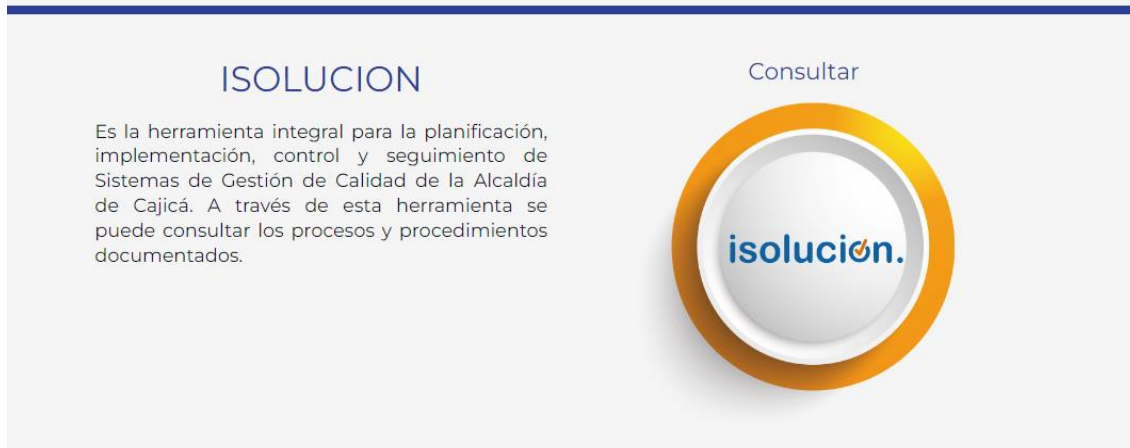 ISOLUCION
Es la herramienta integral para la planificación,
implementación, control y seguimiento de
Sistemas de Gestión de Calidad de la Alcaldía
de Cajicá. A través de esta herramienta se
puede consultar los procesos y procedimientos
documentados.
Consultar
isolución.